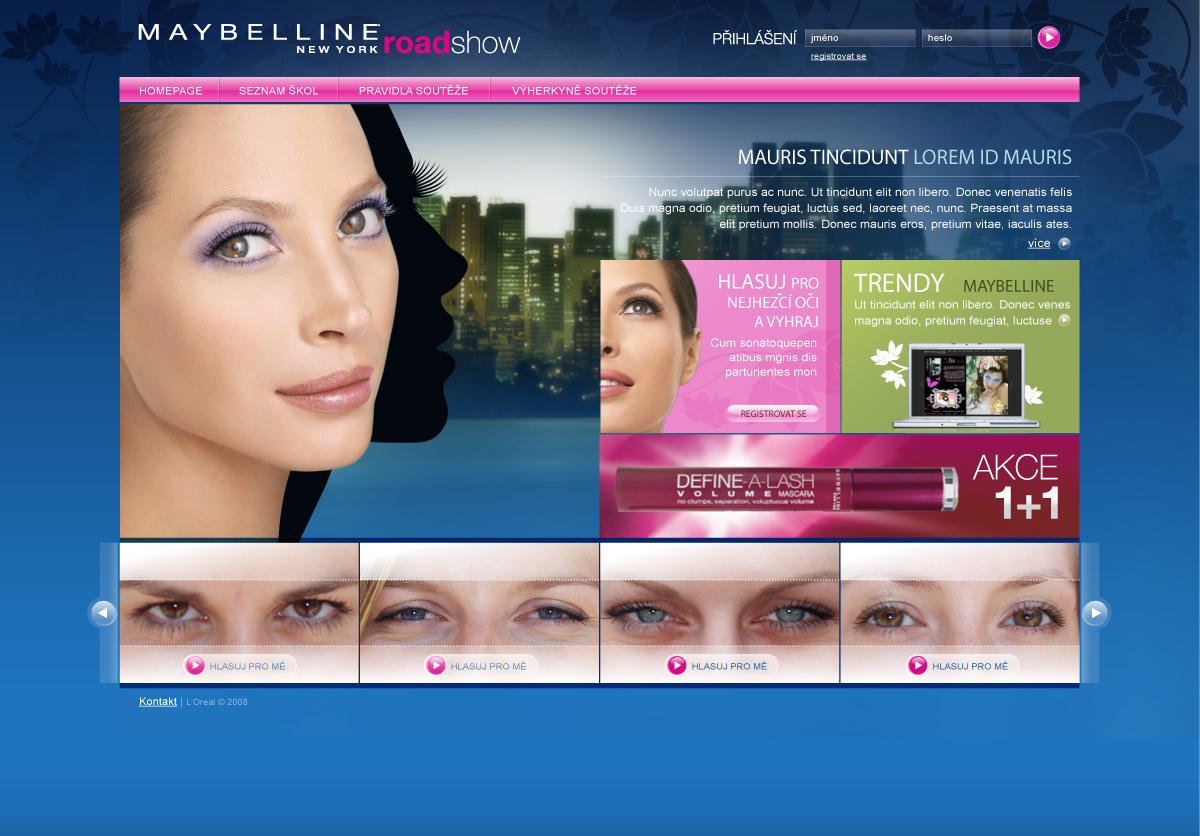 MAYBELLINE
NEW YORK roadshow
PŘIHLÁŠENÍ jméno heslo
registrovat se
HOMEPAGE SEZNAM ŠKOL PRAVIDLA SOUTĚŽE VÝHERKYNĚ SOUTĚŽE
MAURIS TINCIDUNT LOREM ID MAURIS
Nunc volutpat purus ac nunc. Ut tincidunt elit non libero. Donec venenatis felis
Duis magna odio, pretium feugiat, luctus sed, laoreet nec, nunc. Praesent at massa
elit pretium mollis. Donec mauris eros, pretium vitae, iaculis ates.
více
HLASUJ PRO
NEJHEZČÍ OČI
A VYHRAJ
Cum sonatoquepen
atibus mgnis dis
parturientes mon
REGISTROVAT SE
TRENDY MAYBELLINE
Ut tincidunt elit non libero. Donec venes
magna odio, pretium feugiat, luctuse
DEFINE-A-LASH
VOLUME MASCARA
no clumps, separation, voluptuous volume
AKCE
1+1
HLASUJ PRO MĚ
HLASUJ PRO MĚ
HLASUJ PRO MĚ
HLASUJ PRO MĚ
Kontakt | L'Oreal © 2008